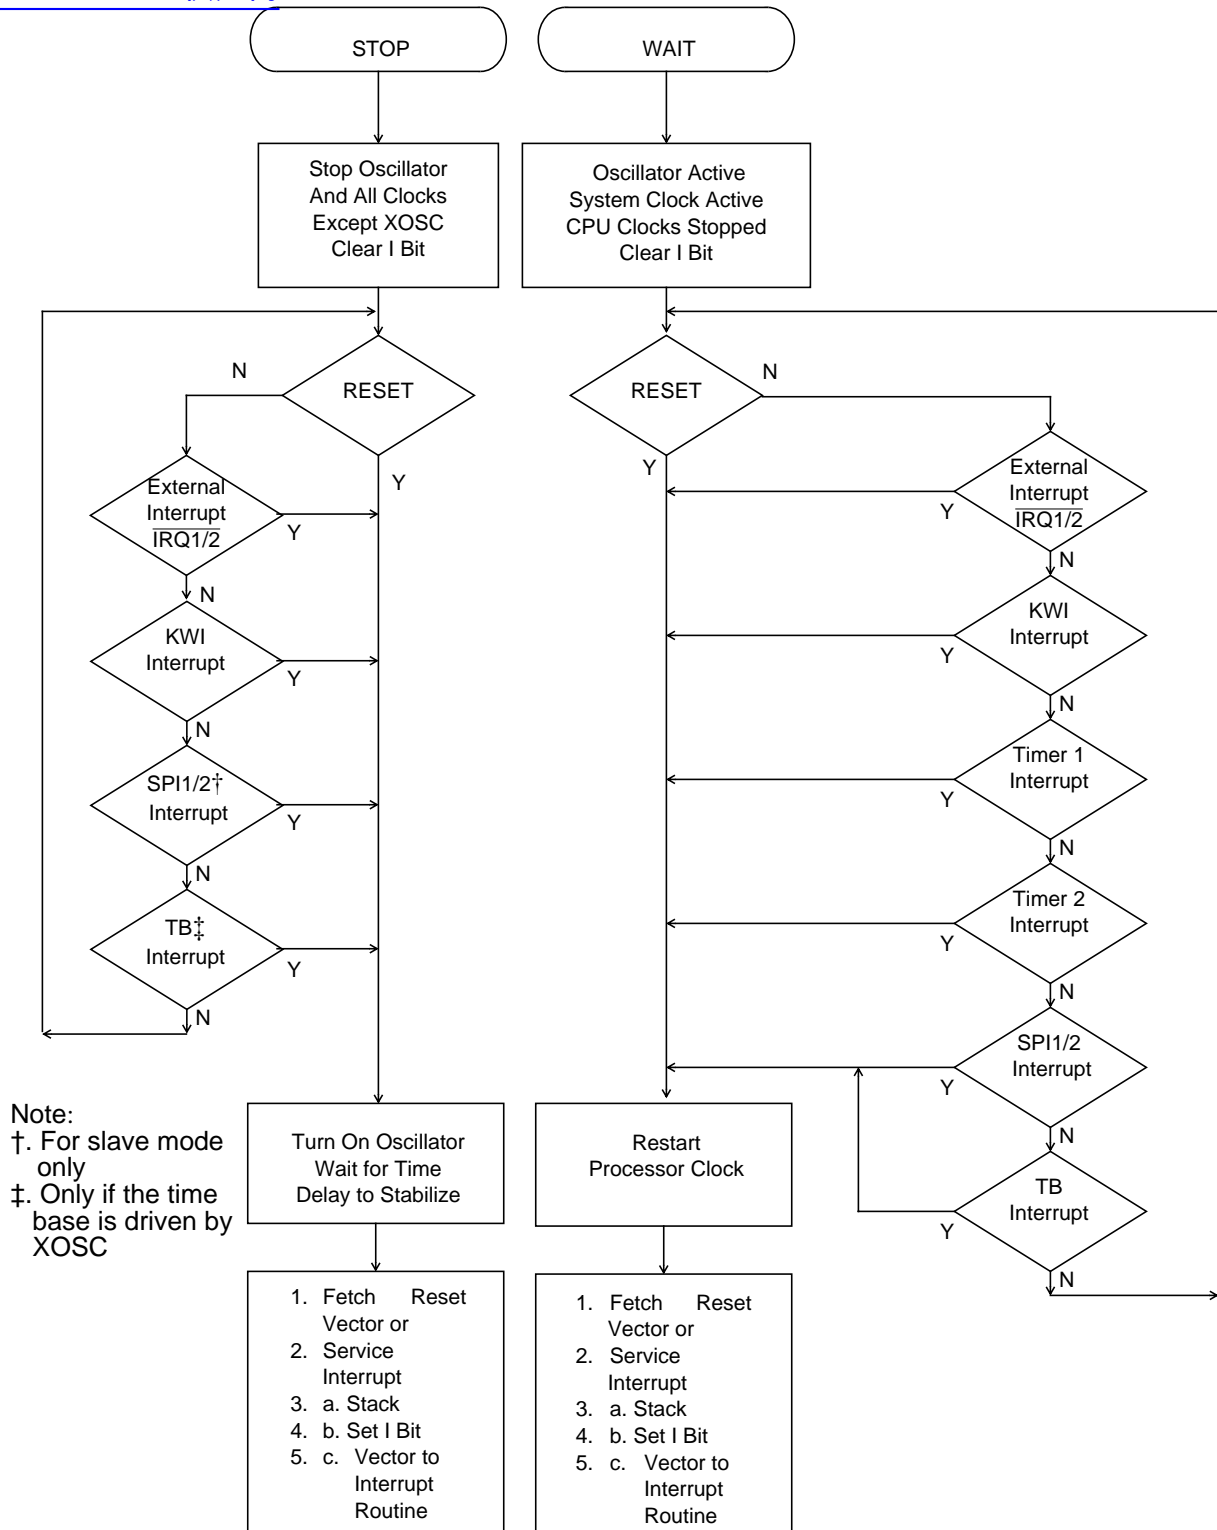 STOP
Stop Oscillator
And All Clocks
Except XOSC
Clear I Bit
RESET
N
Y
External
Interrupt
IRQ1/2
Y
N
KWI
Interrupt
Y
N
SPI1/2†
Interrupt
Y
N
TB‡
Interrupt
Y
N
Turn On Oscillator
Wait for Time
Delay to Stabilize
1. Fetch Reset
Vector or
2. Service
Interrupt
3. a. Stack
4. b. Set I Bit
5. c. Vector to
Interrupt
Routine
Note:
†. For slave mode
only
‡. Only if the time
base is driven by
XOSC
WAIT
Oscillator Active
System Clock Active
CPU Clocks Stopped
Clear I Bit
RESET
N
Y
External
Interrupt
IRQ1/2
Y
N
KWI
Interrupt
Y
N
Timer 1
Interrupt
Y
N
Timer 2
Interrupt
Y
N
SPI1/2
Interrupt
Y
N
TB
Interrupt
Y
N
Restart
Processor Clock
1. Fetch Reset
Vector or
2. Service
Interrupt
3. a. Stack
4. b. Set I Bit
5. c. Vector to
Interrupt
Routine